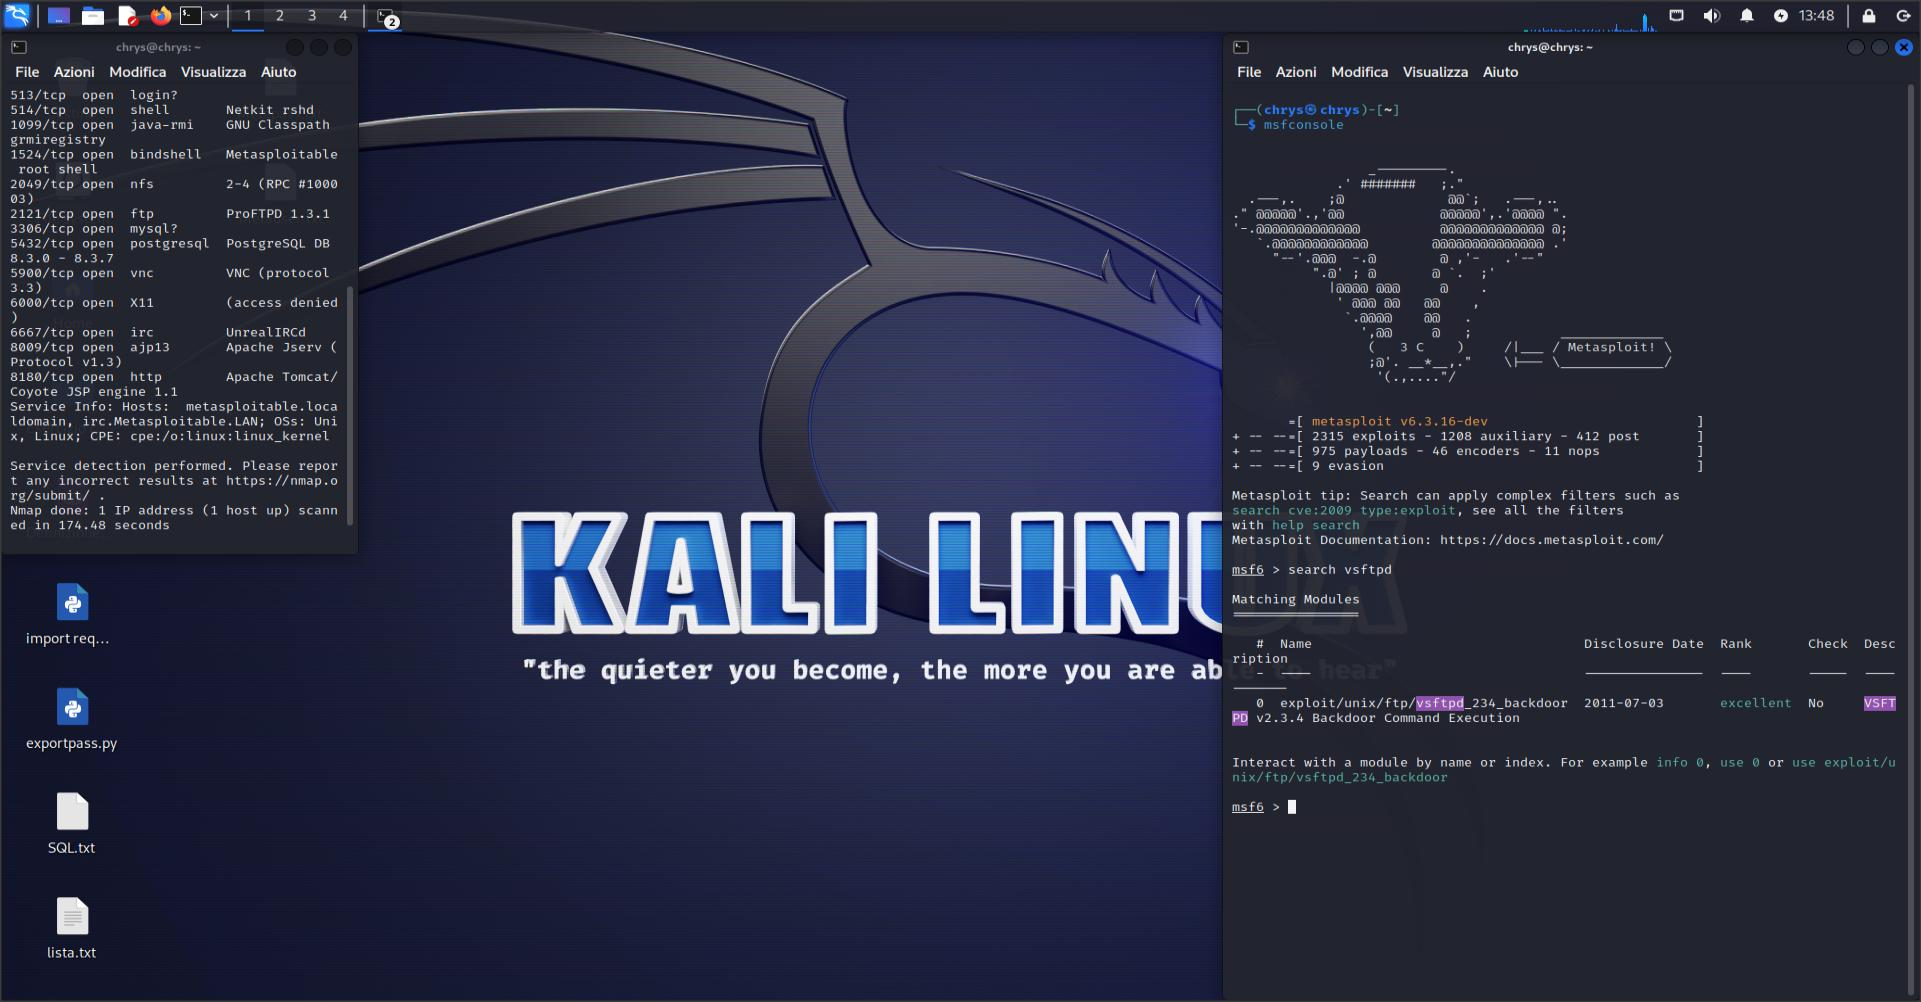 1 2 3 4 2 13:48
chrys@chrys: ~
File Azioni Modifica Visualizza Aiuto
513/tcp open login?
514/tcp open shell Netkit rshd
1099/tcp open java-rmi GNU Classpath
grmiregistry
1524/tcp open bindshell Metasploitable
root shell
2049/tcp open nfs 2-4 (RPC #1000
03)
2121/tcp open ftp ProFTPD 1.3.1
3306/tcp open mysql?
5432/tcp open postgresql PostgreSQL DB
8.3.0 - 8.3.7
5900/tcp open vnc VNC (protocol
3.3)
6000/tcp open X11 (access denied
)
6667/tcp open irc UnrealIRCd
8009/tcp open ajp13 Apache Jserv (
Protocol v1.3)
8180/tcp open http Apache Tomcat/
Coyote JSP engine 1.1
Service Info: Hosts:  metasploitable.loca
ldomain, irc.Metasploitable.LAN; OSs: Uni
x, Linux; CPE: cpe:/o:linux:linux_kernel
Service detection performed. Please repor
t any incorrect results at https://nmap.o
rg/submit/ .
Nmap done: 1 IP address (1 host up) scann
ed in 174.48 seconds
import req...
exportpass.py
SQL.txt
lista.txt
KALI LINUX
"the quieter you become, the more you are able to hear"
chrys@chrys: ~
File Azioni Modifica Visualizza Aiuto
┌──(chrys㉿chrys)-[~]
└─$ msfconsole
3 C
Metasploit!
=[ metasploit v6.3.16-dev ]
+ -- --=[ 2315 exploits - 1208 auxiliary - 412 post ]
+ -- --=[ 975 payloads - 46 encoders - 11 nops ]
+ -- --=[ 9 evasion ]
Metasploit tip: Search can apply complex filters such as
search cve:2009 type:exploit, see all the filters
with help search
Metasploit Documentation: https://docs.metasploit.com/
msf6 > search vsftpd
Matching Modules
# Name Disclosure Date Rank Check Desc
ription
0 exploit/unix/ftp/vsftpd_234_backdoor 2011-07-03 excellent No VSFT
PD v2.3.4 Backdoor Command Execution
Interact with a module by name or index. For example info 0, use 0 or use exploit/u
nix/ftp/vsftpd_234_backdoor
msf6 >